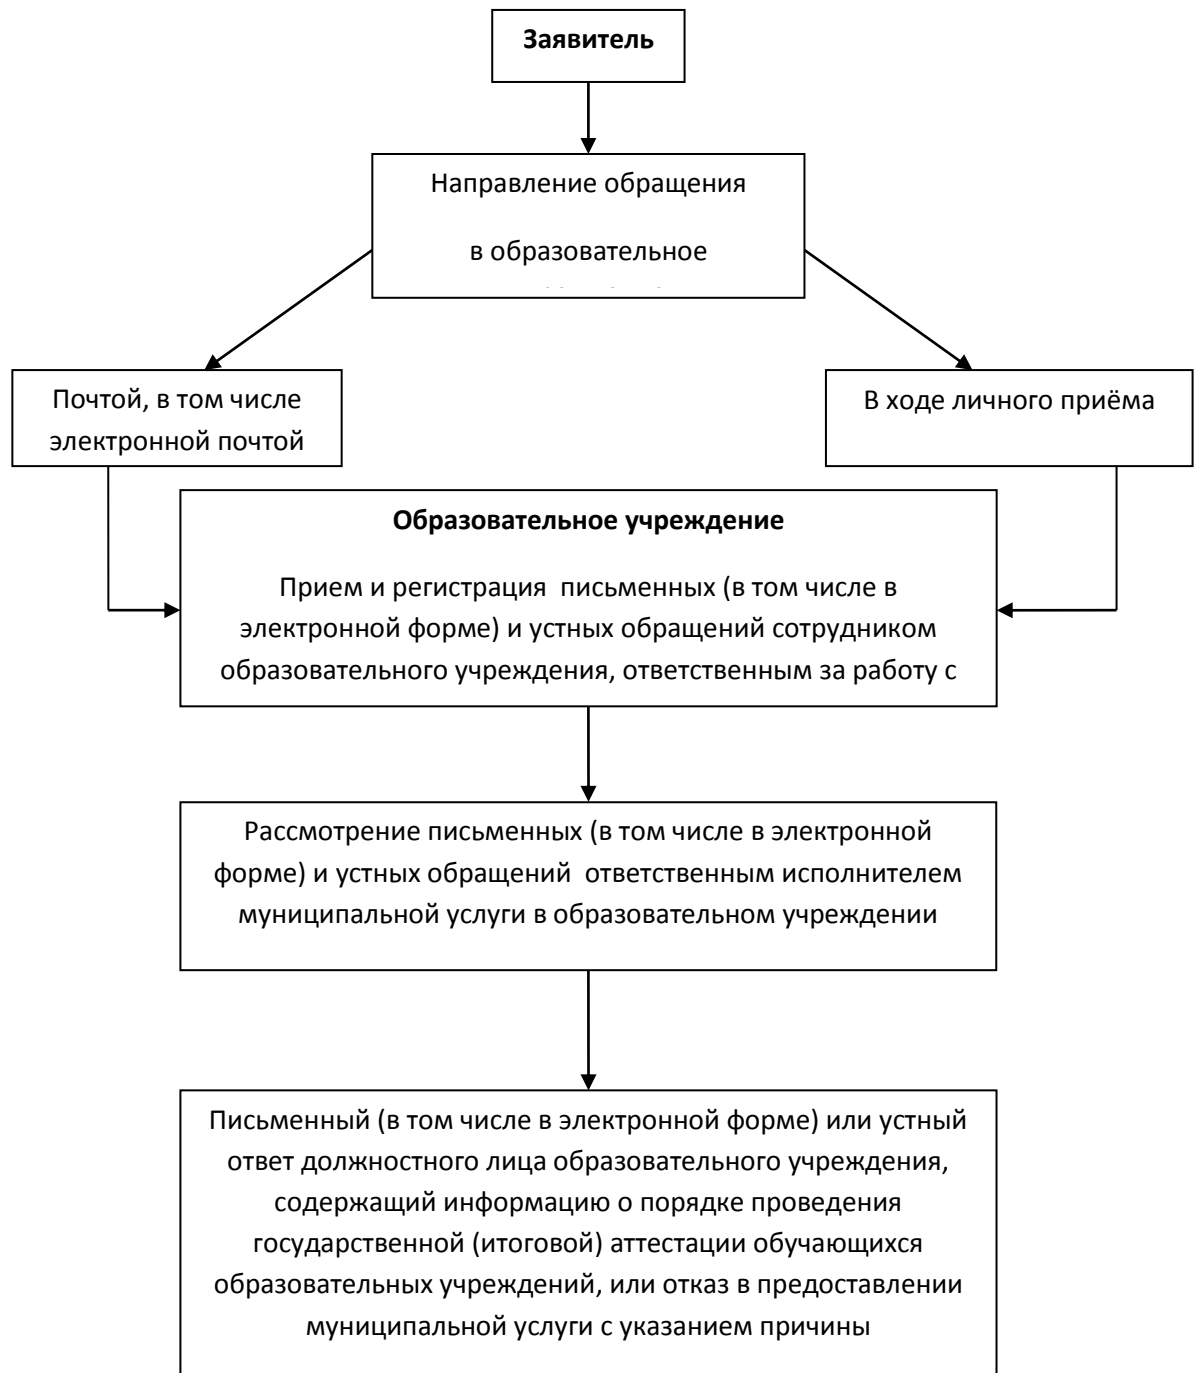 Заявитель
Направление обращения
в образовательное
Почтой, в том числе
электронной почтой
В ходе личного приёма
Образовательное учреждение
Прием и регистрация  письменных (в том числе в
электронной форме) и устных обращений сотрудником
образовательного учреждения, ответственным за работу с
Рассмотрение письменных (в том числе в электронной
форме) и устных обращений  ответственным исполнителем
муниципальной услуги в образовательном учреждении
Письменный (в том числе в электронной форме) или устный
ответ должностного лица образовательного учреждения,
содержащий информацию о порядке проведения
государственной (итоговой) аттестации обучающихся
образовательных учреждений, или отказ в предоставлении
муниципальной услуги с указанием причины